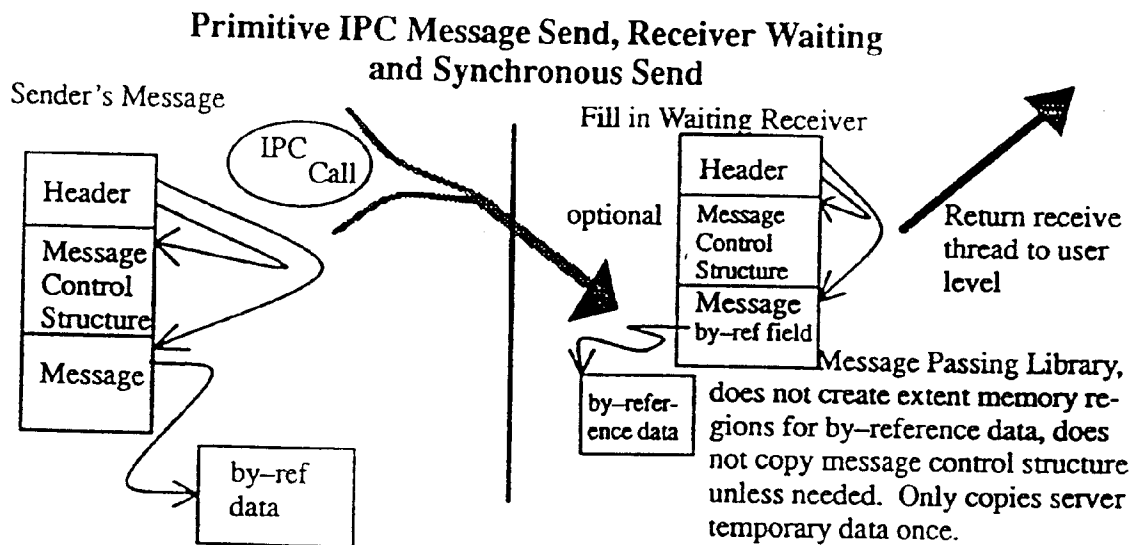 Primitive IPC Message Send, Receiver Waiting
and Synchronous Send
Sender's Message
IPC
Call
Header
Message
Control
Structure
Message
by–ref
data
Fill in Waiting Receiver
optional
Header
Message
Control
Structure
Message
by–ref field
by–refer-
ence data
Return receive
thread to user
level
Message Passing Library,
does not create extent memory re-
gions for by–reference data, does
not copy message control structure
unless needed. Only copies server
temporary data once.